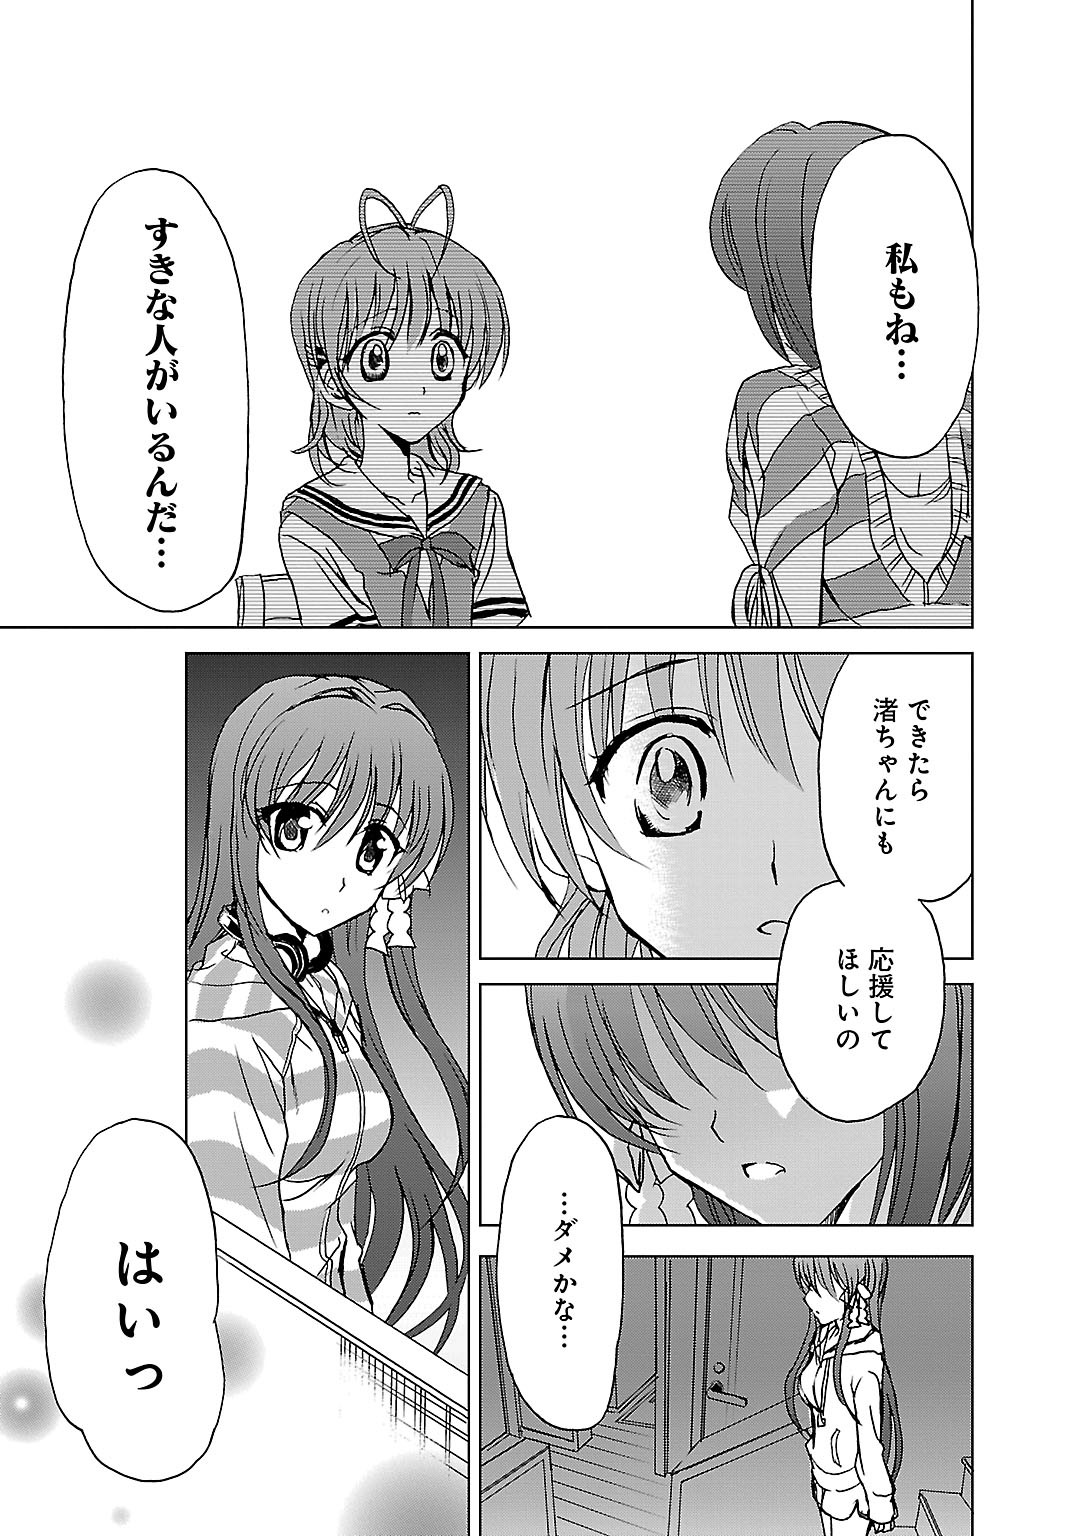 私もね…
すきな人がいるんだ…
できたら
渚ちゃんにも
応援して
ほしいの
…ダメかな…
はいっ